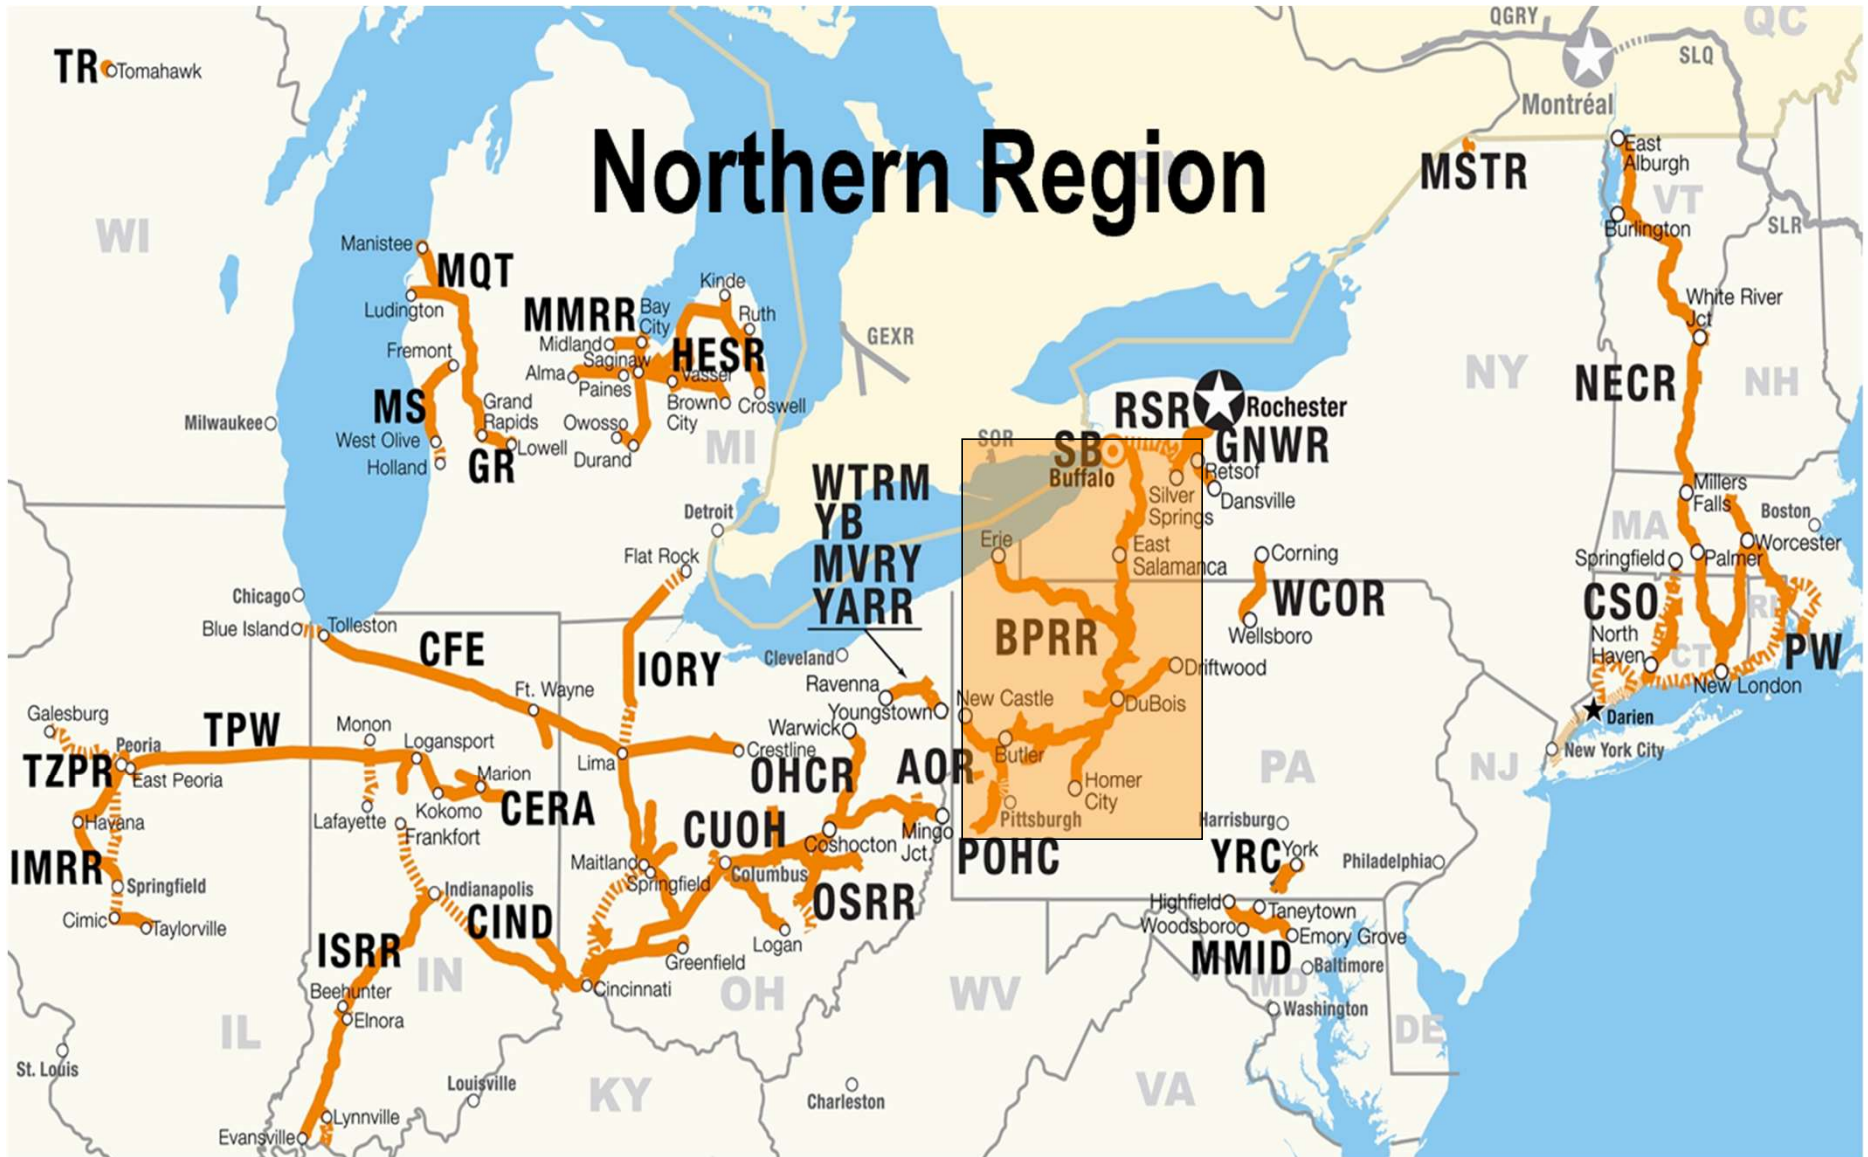 QGRY
QC
TR
Tomahawk
SLQ
Montréal
Northern Region
ON
MSTR
East
Alburgh
VT
SLR
Burlington
WI
Manistee
MQT
Ludington
Kinde
MMRR
Bay
City
Ruth
Midland
Saginaw
HESR
Alma
Paines
Vasser
Brown
City
Croswell
Fremont
MS
Grand
Rapids
West Olive
Lowell
Holland
GR
Owosso
Durand
MI
Milwaukee
GEXR
White River
Jct
NECR
NH
NY
RSR
Rochester
GNWR
SOR
SB
Buffalo
Retsof
Silver
Springs
Dansville
Millers
Falls
MA
Boston
Worcester
Springfield
Palmer
CSO
RI
North
Haven
CT
PW
New London
Darien
New York City
WTRM
YB
MVRY
YARR
Detroit
Flat Rock
Erie
East
Salamanca
Corning
WCOR
Wellsboro
BPRR
Driftwood
Chicago
Blue Island
Tolleston
CFE
IORY
Cleveland
Ravenna
Youngstown
New Castle
DuBois
Warwick
Butler
Ft. Wayne
Galesburg
TPW
Monon
Logansport
Peoria
TZPR
East Peoria
Lima
Crestline
OHCR
AOR
Homer
City
PA
NJ
Marion
Kokomo
CERA
Lafayette
Frankfort
Havana
CUOH
Coshocton
Mingo
Jct.
Pittsburgh
POHC
Harrisburg
YRC
York
Philadelphia
IMRR
Springfield
Maitland
Springfield
Columbus
OSRR
Cimic
Taylorville
Indianapolis
CIND
Logan
Highfield
Taneytown
Woodsboro
Emory Grove
MMID
MD
Baltimore
Washington
DE
ISRR
IN
Greenfield
Beehunter
Cincinnati
OH
WV
Elnora
IL
St. Louis
Louisville
KY
Charleston
VA
Lynnville
Evansville